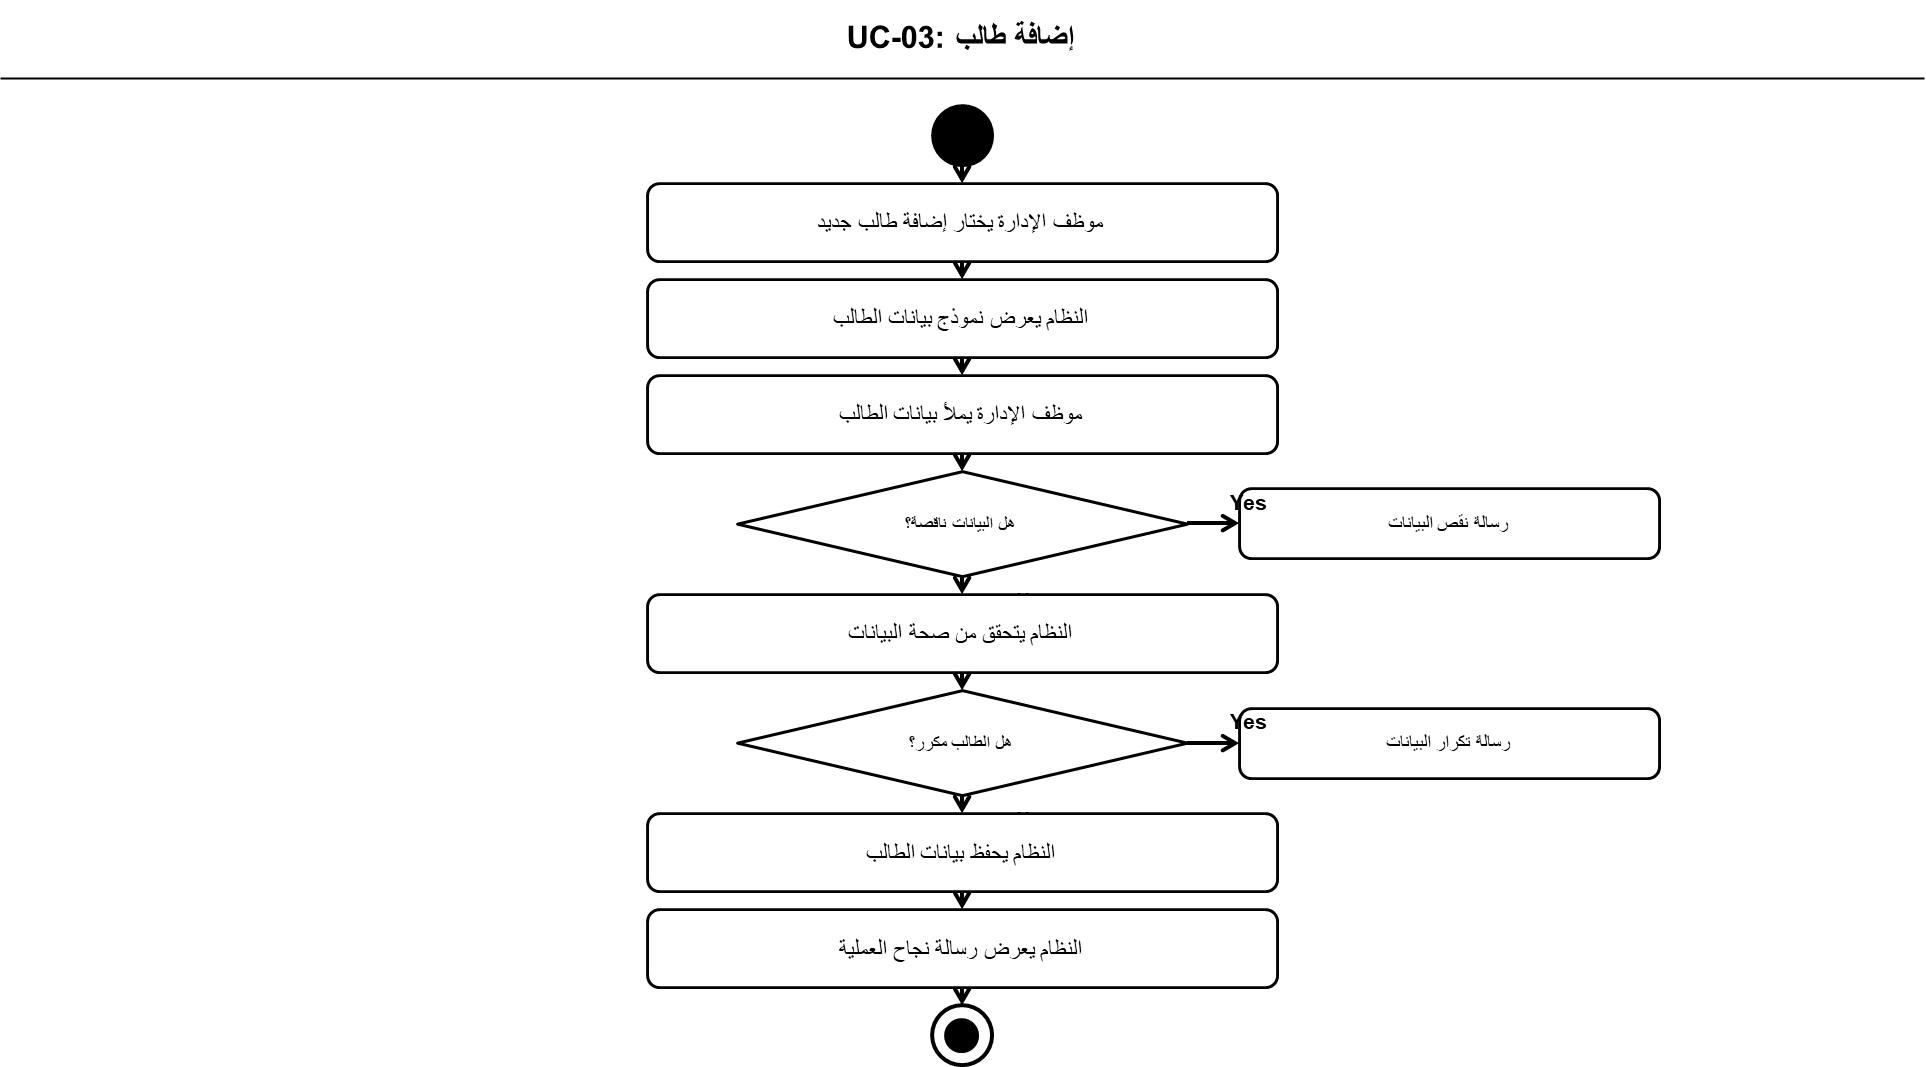 UC-03: إضافة طالب
موظف الإدارة يختار إضافة طالب جديد
النظام يعرض نموذج بيانات الطالب
موظف الإدارة يملأ بيانات الطالب
هل البيانات ناقصة؟
Yes
رسالة نقص البيانات
النظام يتحقق من صحة البيانات
هل الطالب مكرر؟
Yes
رسالة تكرار البيانات
النظام يحفظ بيانات الطالب
النظام يعرض رسالة نجاح العملية